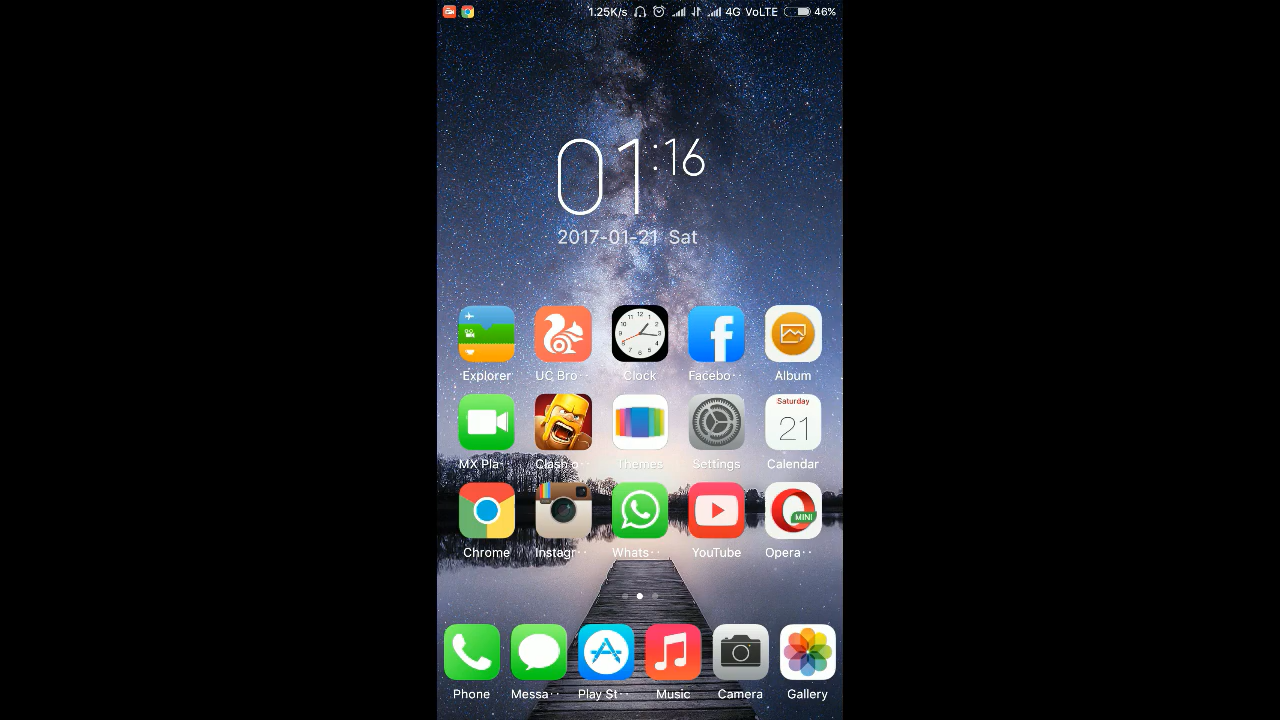 1.25K/s 4G VoLTE 46%
01:16
2017-01-21 Sat
Explorer UC Bro·· Clock Facebo·· Album
Saturday
21
MX Pla·· Clash o·· Themes Settings Calendar
MINI
Chrome Instagr·· Whats·· YouTube Opera··
Phone Messa·· Play St·· Music Camera Gallery